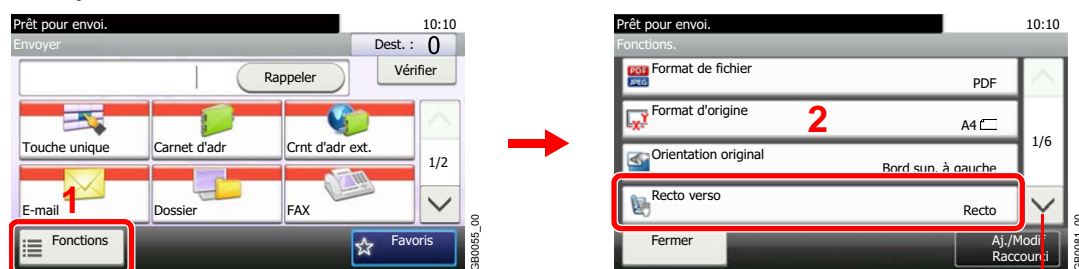 Prêt pour envoi. 10:10
Envoyer Dest. : 0
Rappeler Vérifier
Touche unique Carnet d'adr Crnt d'adr ext.
1/2
1
E-mail Dossier FAX
Fonctions Favoris
GB0055_00
Prêt pour envoi. 10:10
Fonctions.
Format de fichier PDF
PDF JPEG
Format d'origine 2 A4
1/6
Orientation original Bord sup. à gauche
Recto verso Recto
Fermer Aj./Modif
Raccourci
GB0081_00